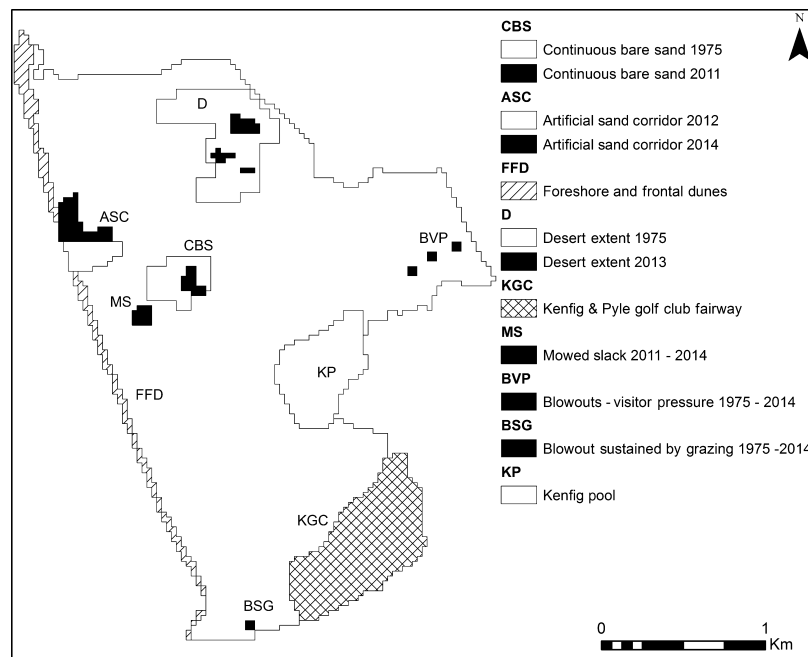 N
CBS
Continuous bare sand 1975
Continuous bare sand 2011
ASC
Artificial sand corridor 2012
Artificial sand corridor 2014
FFD
Foreshore and frontal dunes
D
Desert extent 1975
Desert extent 2013
KGC
Kenfig & Pyle golf club fairway
MS
Mowed slack 2011 - 2014
BVP
Blowouts - visitor pressure 1975 - 2014
BSG
Blowout sustained by grazing 1975 -2014
KP
Kenfig pool
D
ASC
CBS
BVP
MS
KP
FFD
KGC
BSG
0 1
Km